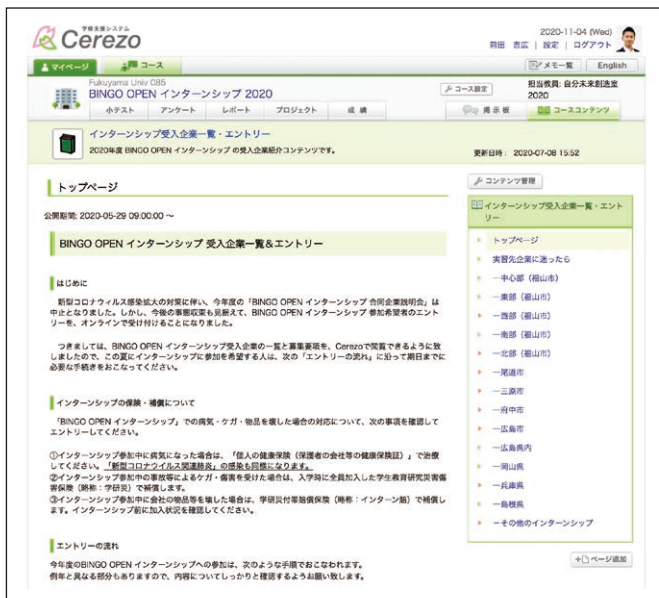 学修支援システム
Cerezo
2020-11-04 (Wed)
前田 吉広 | 設定 | ログアウト
マイページ
コース
メモ一覧
English
Fukuyama Univ 085
BINGO OPEN インターンシップ 2020
コース設定
担当教員: 自分未来創造室
2020
小テスト
アンケート
レポート
プロジェクト
成績
掲示板
コースコンテンツ
インターンシップ受入企業一覧・エントリー
2020年度 BINGO OPEN インターンシップ の受入企業紹介コンテンツです。
更新日時: 2020-07-08 15:52
トップページ
公開期間: 2020-05-29 09:00:00 ~
BINGO OPEN インターンシップ 受入企業一覧&エントリー
はじめに
新型コロナウィルス感染拡大の対策に伴い、今年度の「BINGO OPEN インターンシップ 合同企業説明会」は
中止となりました。しかし、今後の事態収束も見据えて、BINGO OPEN インターンシップ 参加希望者のエント
リーを、オンラインで受け付けることになりました。
つきましては、BINGO OPEN インターンシップ受入企業の一覧と募集要項を、Cerezoで閲覧できるように致
しましたので、この夏にインターンシップに参加を希望する人は、次の「エントリーの流れ」に沿って期日までに
必要な手続きをおこなってください。
インターンシップの保険・補償について
「BINGO OPEN インターンシップ」での病気・ケガ・物品を壊した場合の対応について、次の事項を確認して
エントリーしてください。
①インターンシップ参加中に病気になった場合は、「個人の健康保険（保護者の会社等の健康保険証）」で治療
してください。「新型コロナウイルス関連肺炎」の感染も同様になります。
②インターンシップ参加中の事故等によるケガ・傷害を受けた場合は、入学時に全員加入した学生教育研究災害傷
害保険（略称：学研災）で補償します。
③インターンシップ参加中に会社の物品等を壊した場合は、学研災付帯賠償保険（略称：インターン賠）で補償し
ます。インターンシップ前に加入状況を確認してください。
エントリーの流れ
今年度のBINGO OPEN インターンシップへの参加は、次のような手順でおこなわれます。
例年と異なる部分もありますので、内容についてしっかりと確認するようお願い致します。
コンテンツ管理
インターンシップ受入企業一覧・エント
リー
トップページ
実習先企業に迷ったら
ー中心部（福山市）
ー東部（福山市）
ー西部（福山市）
ー南部（福山市）
ー北部（福山市）
ー尾道市
ー三原市
ー府中市
ー広島市
ー広島県内
ー岡山県
ー兵庫県
ー島根県
ーその他のインターンシップ
+ページ追加